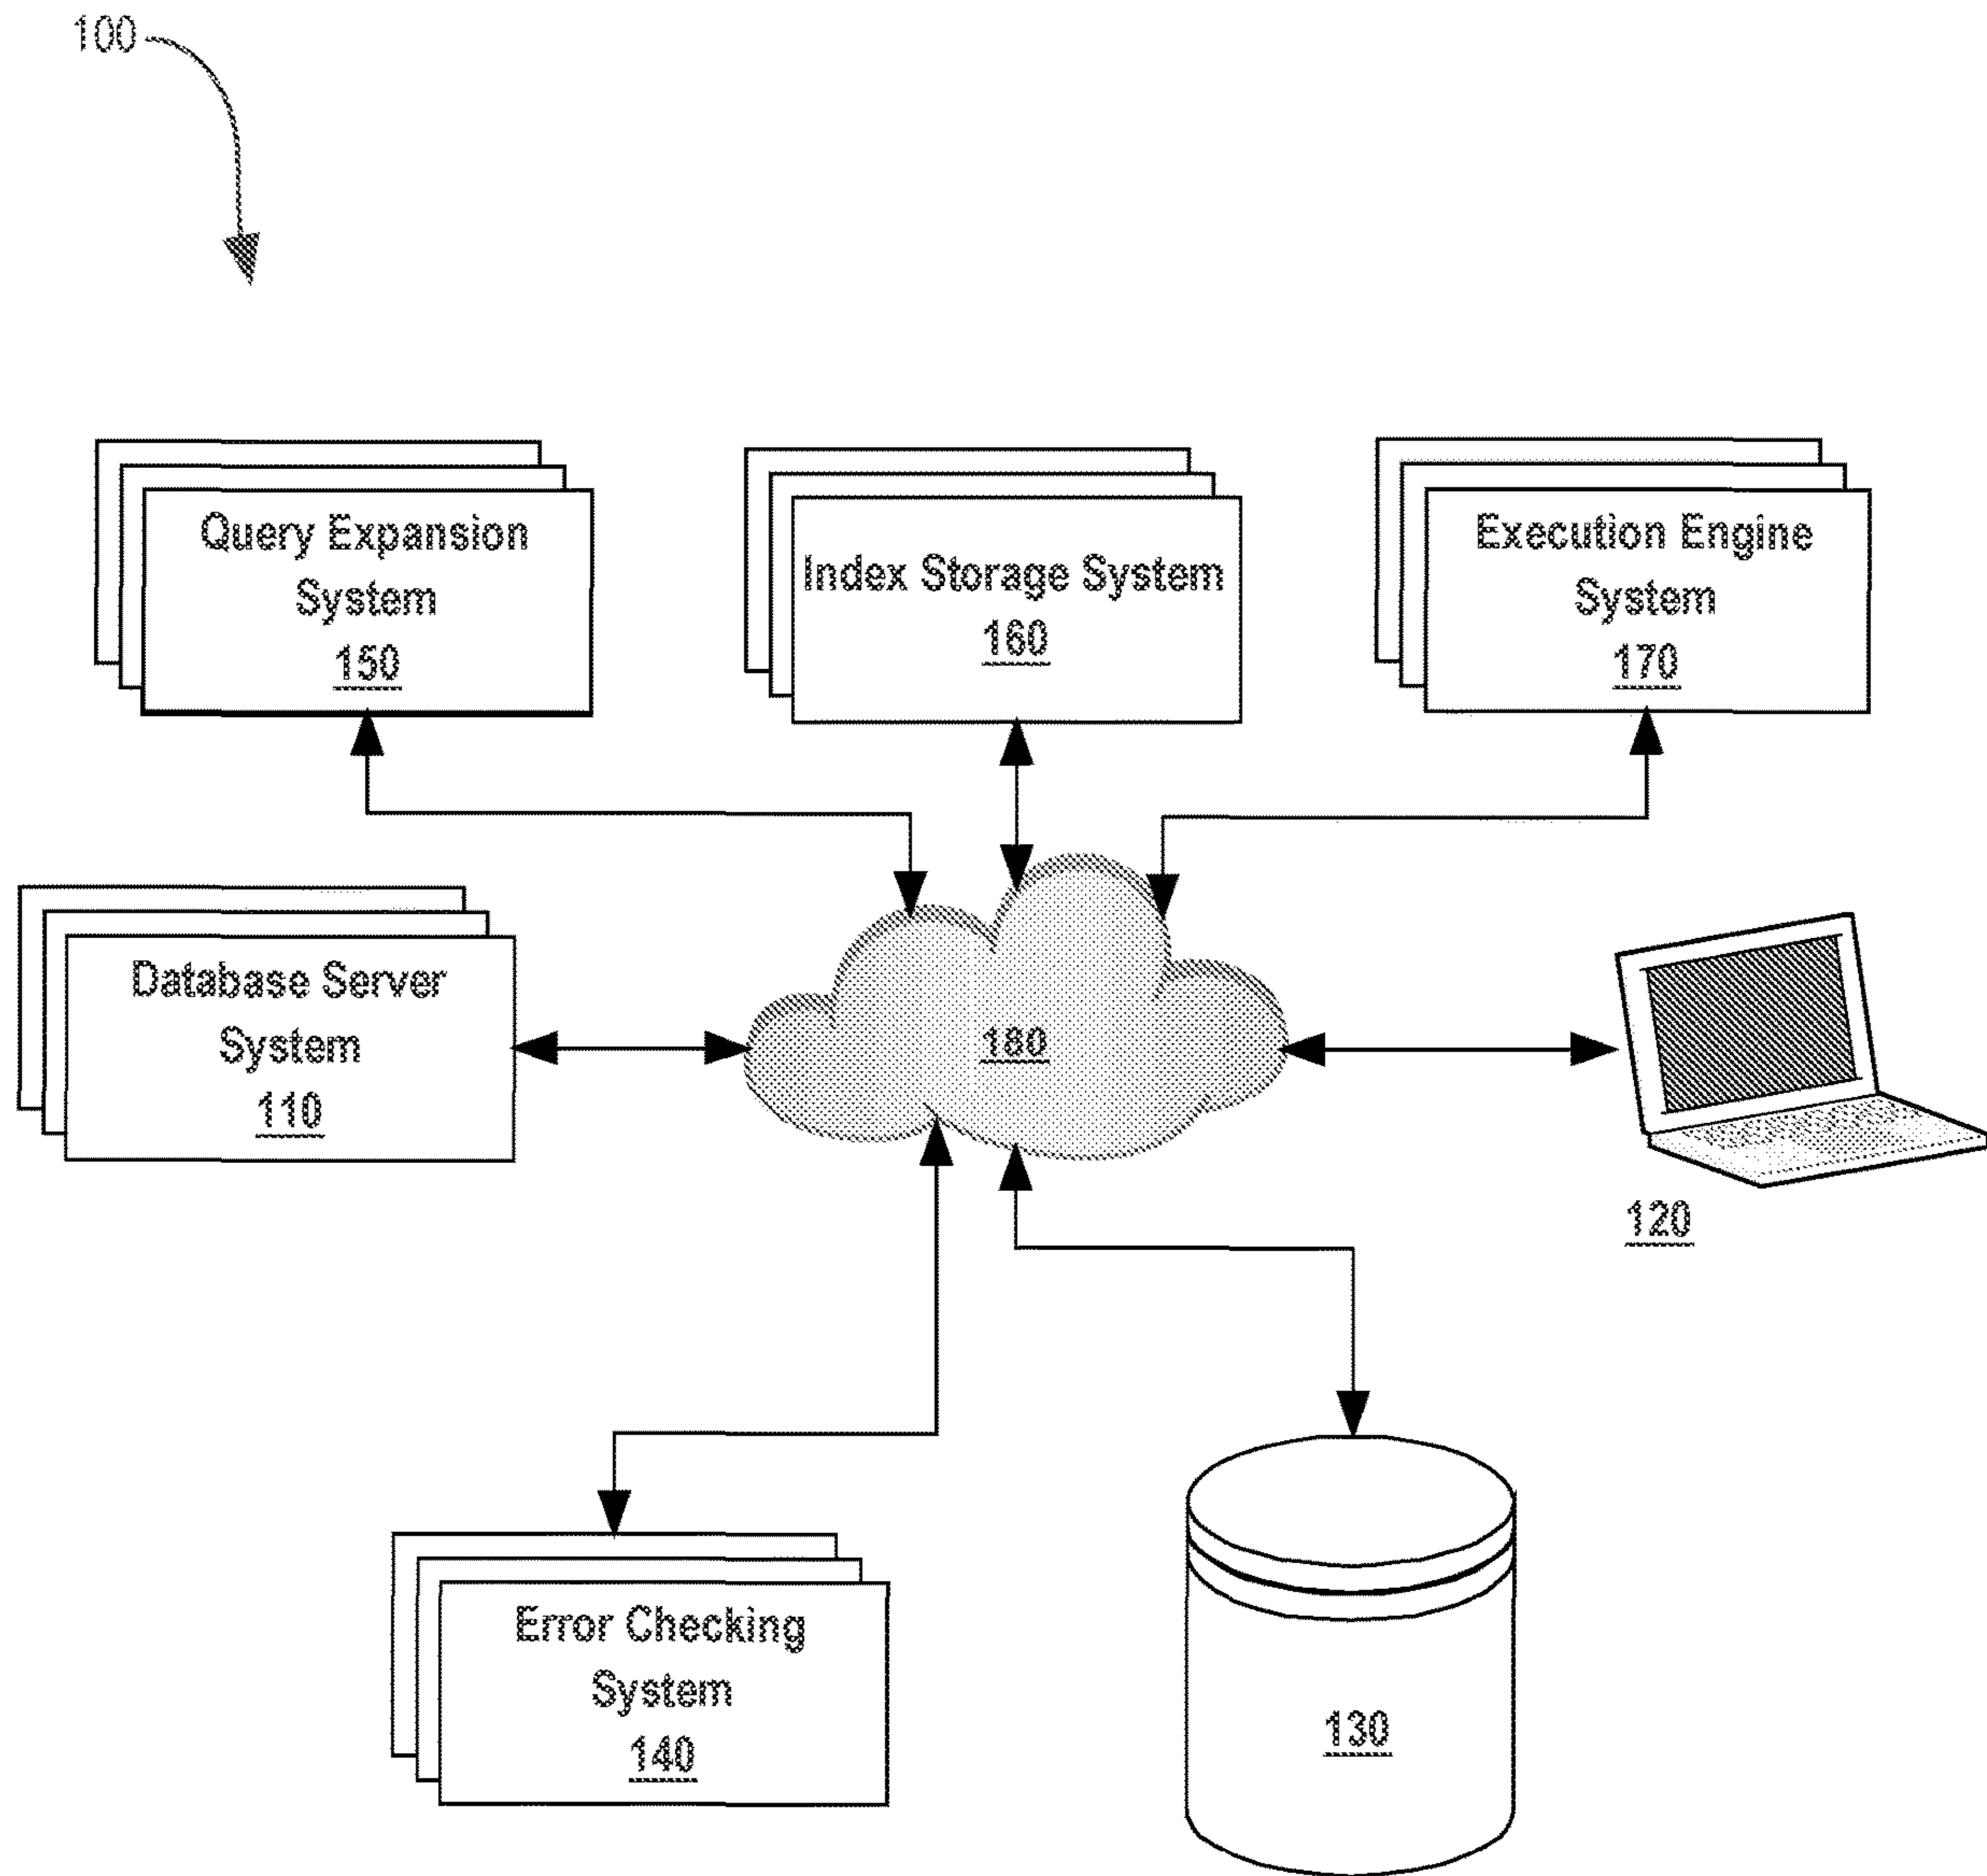 100
Query Expansion
System
150
Index Storage System
160
Execution Engine
System
170
Database Server
System
110
180
120
Error Checking
System
140
130